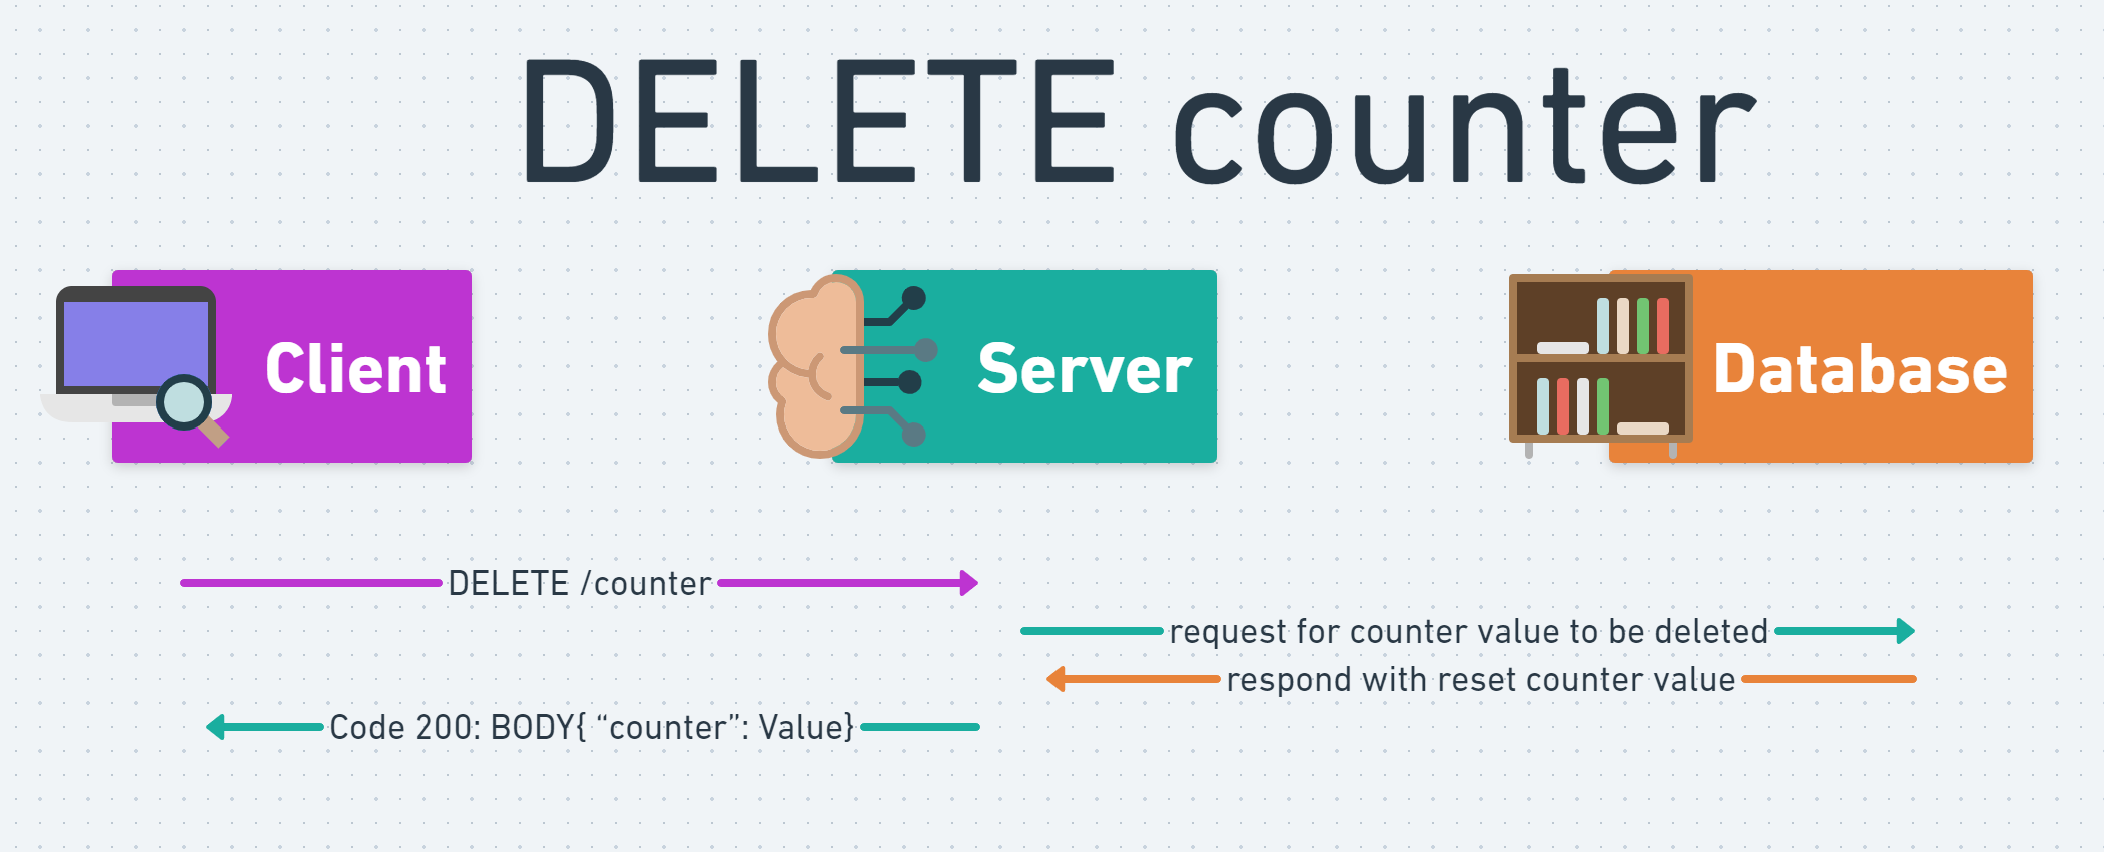 DELETE counter
Client
Server
Database
DELETE /counter
request for counter value to be deleted
respond with reset counter value
Code 200: BODY{ “counter”: Value}